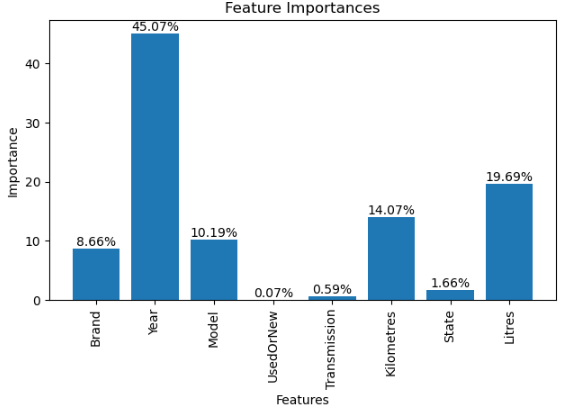 Feature Importances
45.07%
40
30
20
10
0
Importance
8.66%
10.19%
0.07%
0.59%
14.07%
1.66%
19.69%
Brand
Year
Model
UsedOrNew
Transmission
Kilometres
State
Litres
Features